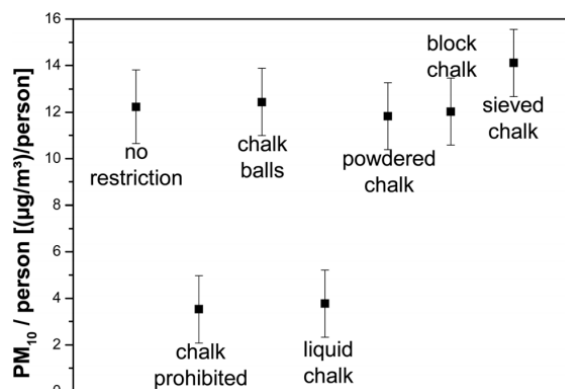 PM₁₀ / person [(μg/m³)/person]
16
14
12
10
8
6
4
2
0
no
restriction
chalk
prohibited
chalk
balls
liquid
chalk
powdered
chalk
block
chalk
sieved
chalk